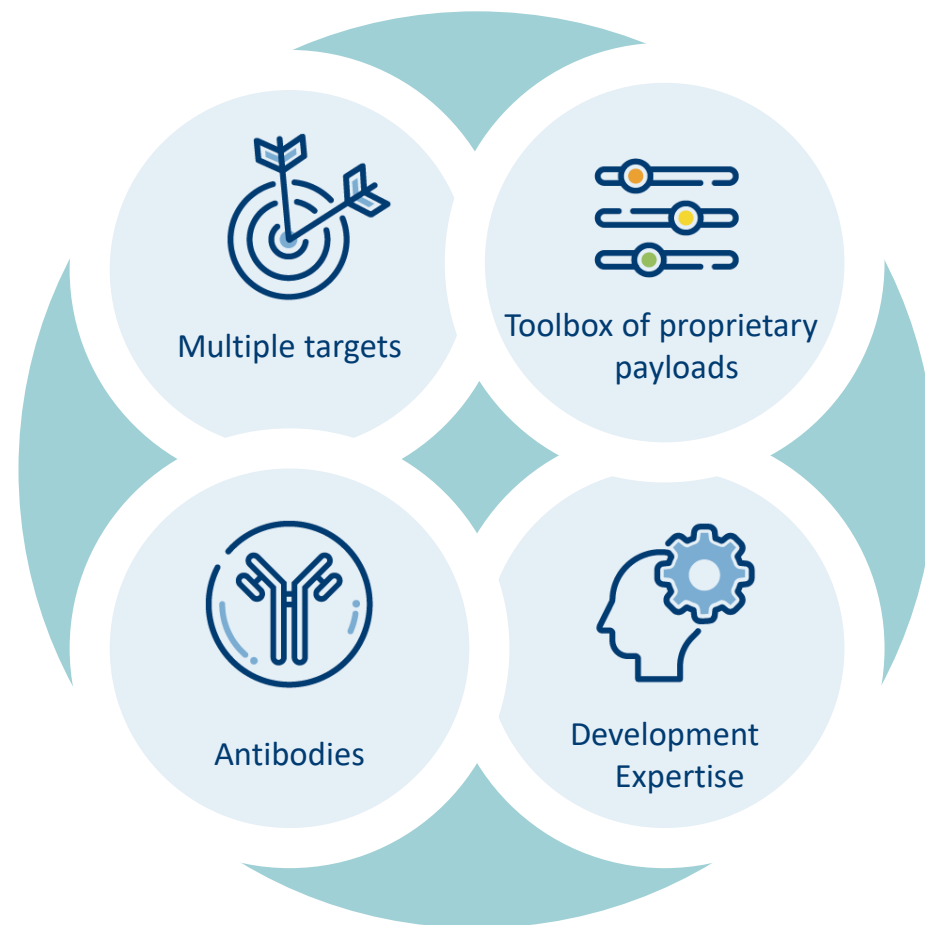 Multiple targets
Toolbox of proprietary
payloads
Antibodies
Development
Expertise